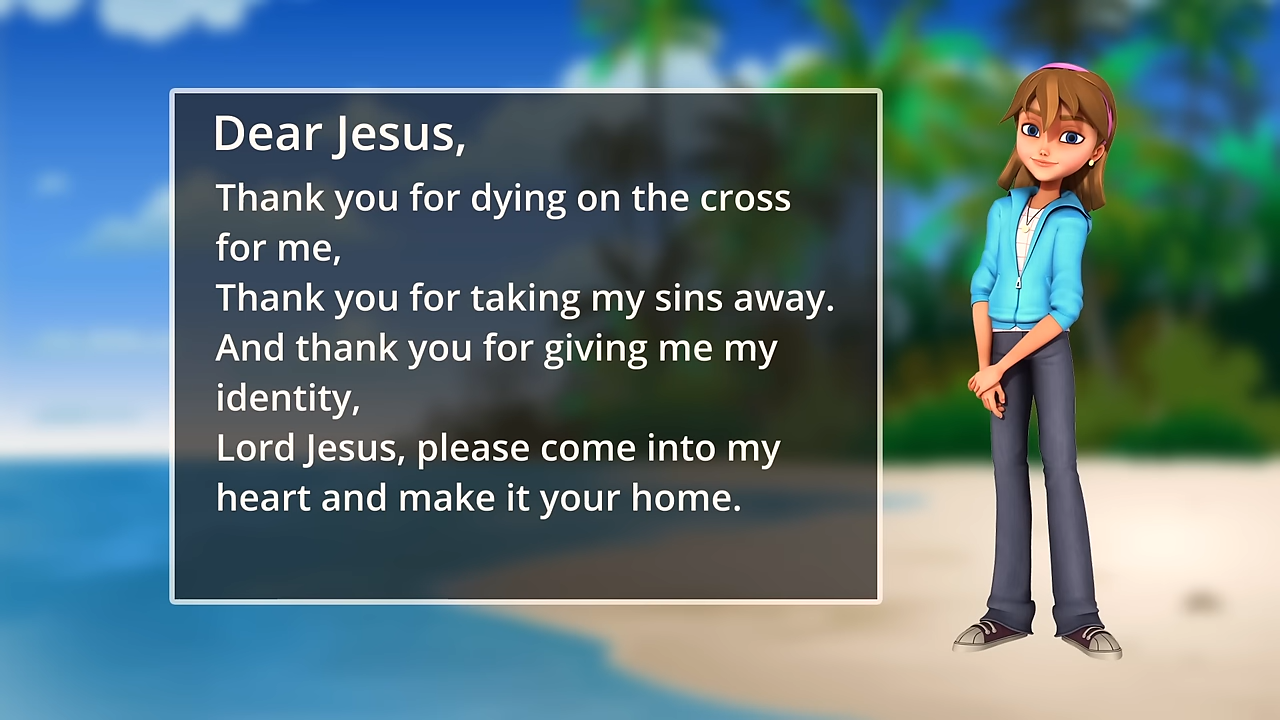 Dear Jesus,
Thank you for dying on the cross
for me,
Thank you for taking my sins away.
And thank you for giving me my
identity,
Lord Jesus, please come into my
heart and make it your home.